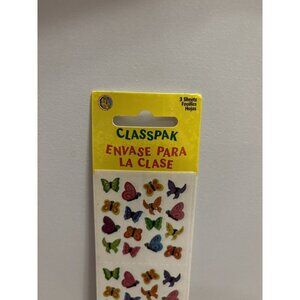 3 Sheets
Feuilles
Hojas
CLASSPAK
ENVASE PARA
LA CLASE